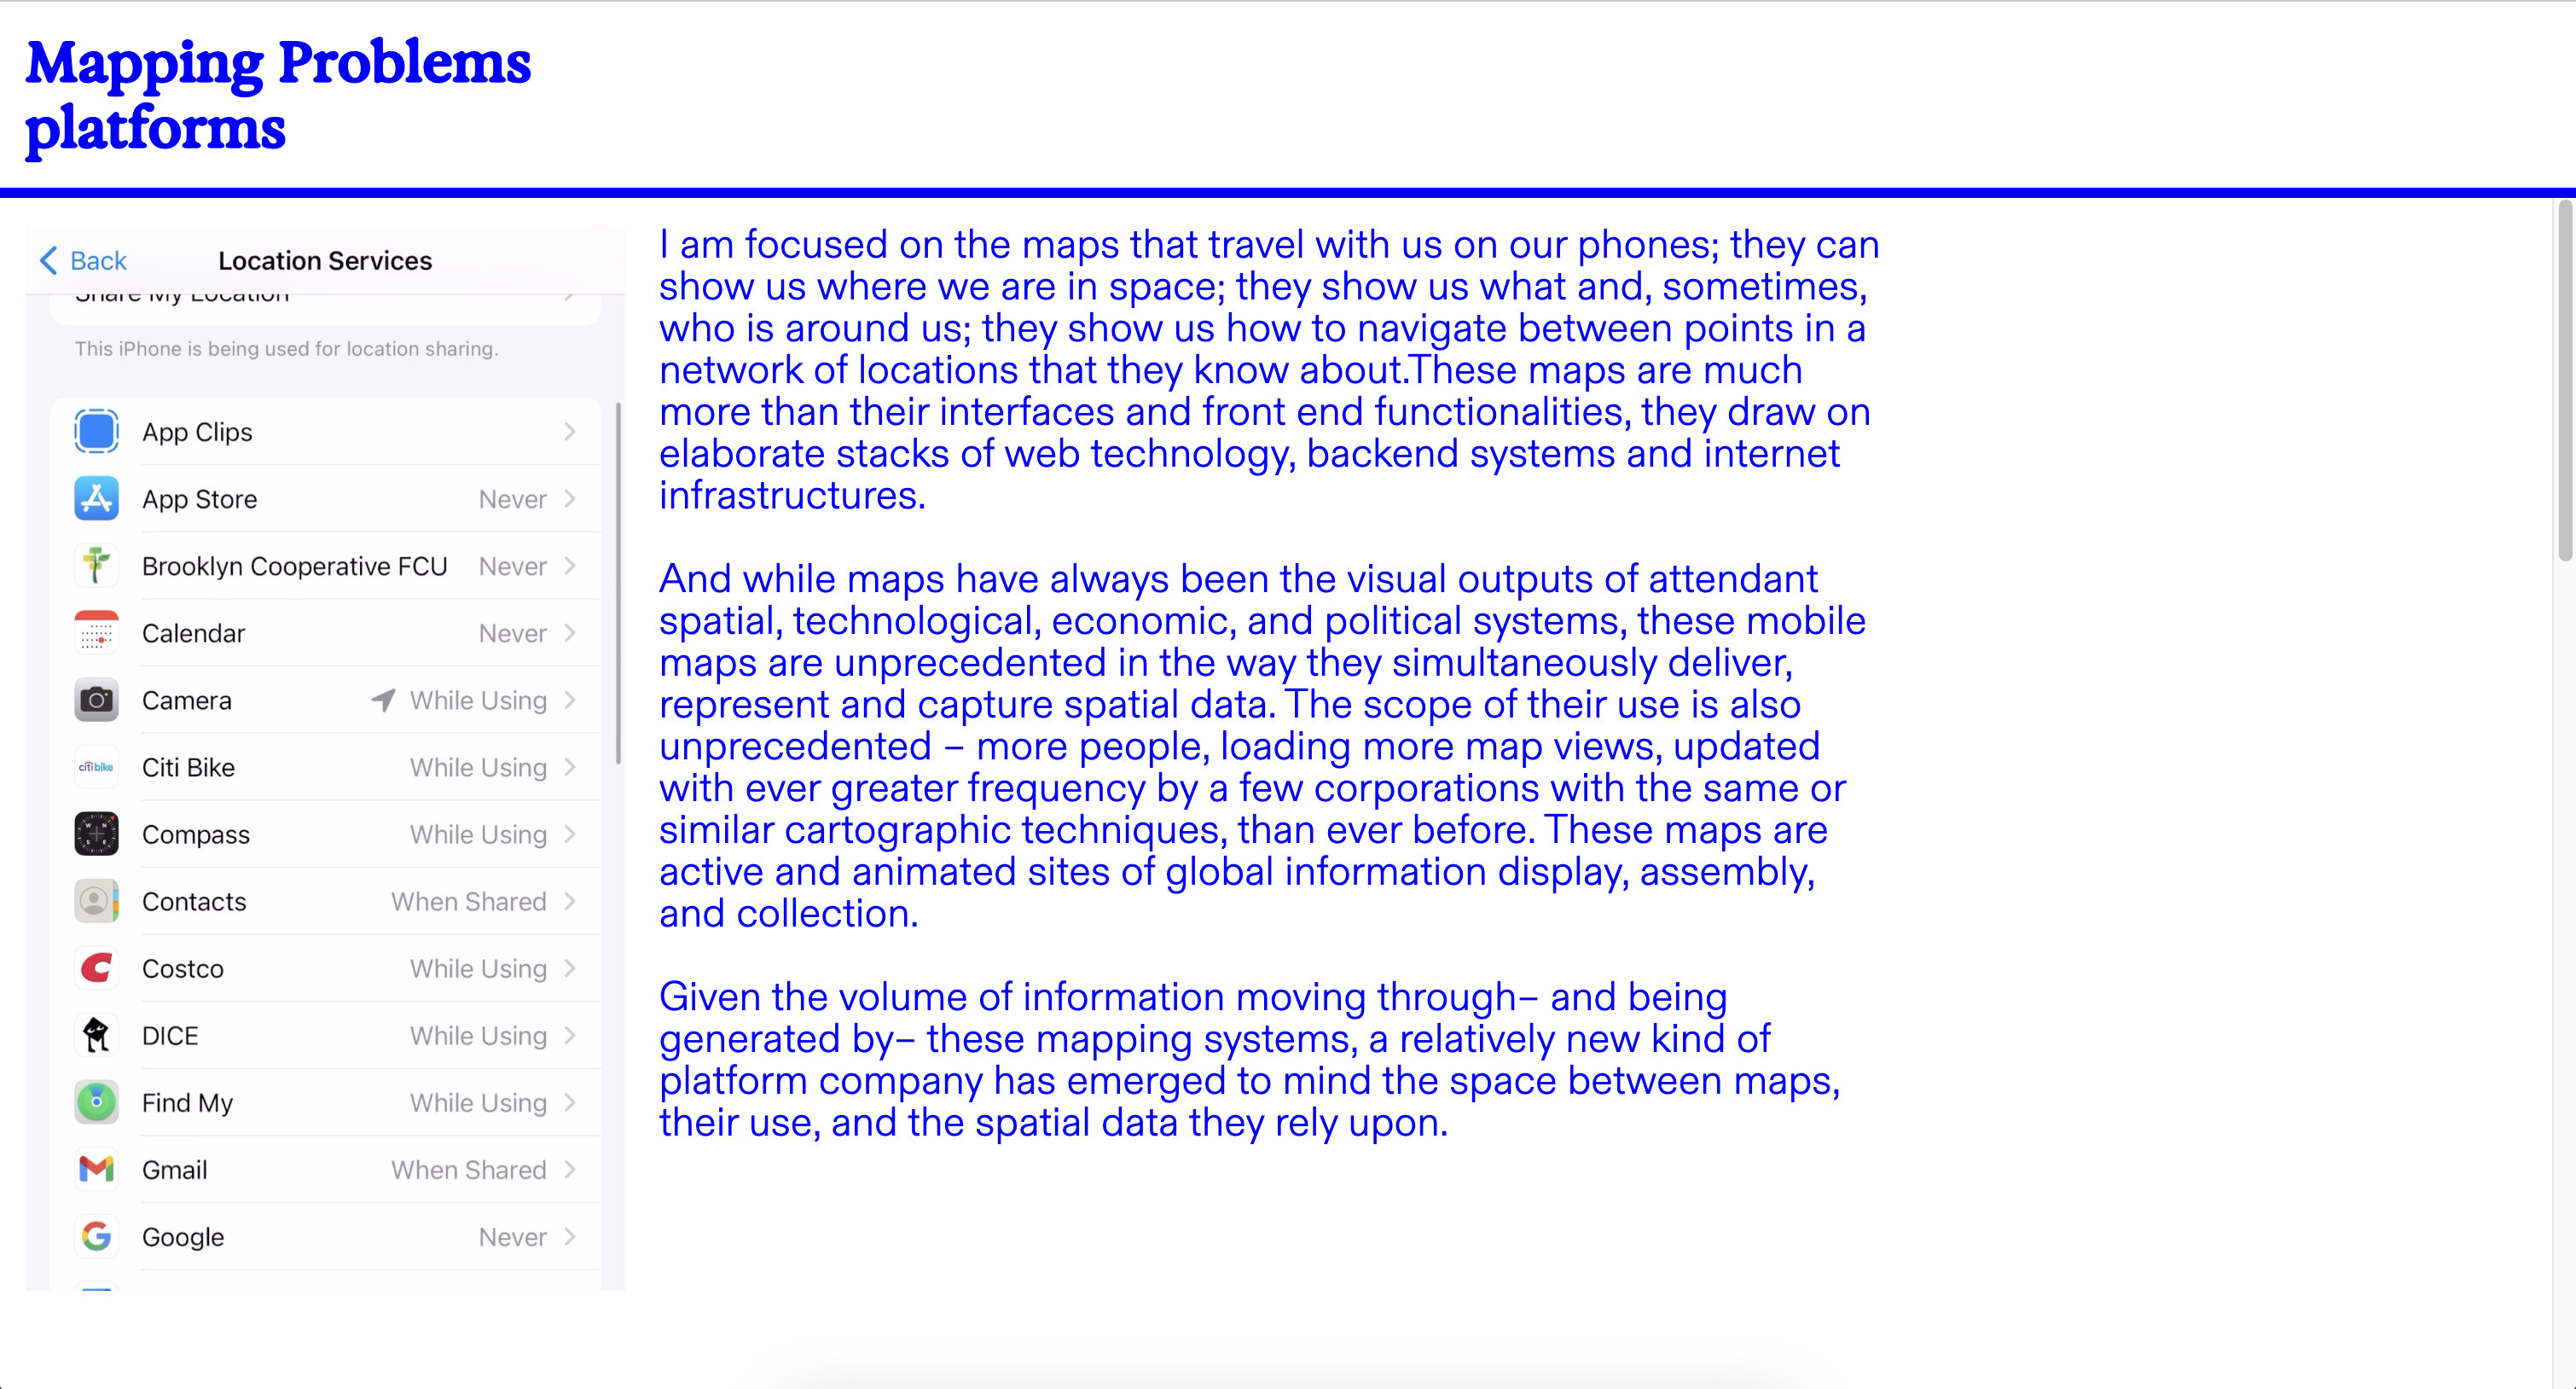 Mapping Problems
platforms
Back
Location Services
Share My Location
This iPhone is being used for location sharing.
App Clips
App Store Never
Brooklyn Cooperative FCU Never
Calendar Never
Camera While Using
citi bike
Citi Bike While Using
Compass While Using
Contacts When Shared
Costco While Using
DICE While Using
Find My While Using
Gmail When Shared
Google Never
I am focused on the maps that travel with us on our phones; they can
show us where we are in space; they show us what and, sometimes,
who is around us; they show us how to navigate between points in a
network of locations that they know about.These maps are much
more than their interfaces and front end functionalities, they draw on
elaborate stacks of web technology, backend systems and internet
infrastructures.
And while maps have always been the visual outputs of attendant
spatial, technological, economic, and political systems, these mobile
maps are unprecedented in the way they simultaneously deliver,
represent and capture spatial data. The scope of their use is also
unprecedented – more people, loading more map views, updated
with ever greater frequency by a few corporations with the same or
similar cartographic techniques, than ever before. These maps are
active and animated sites of global information display, assembly,
and collection.
Given the volume of information moving through– and being
generated by– these mapping systems, a relatively new kind of
platform company has emerged to mind the space between maps,
their use, and the spatial data they rely upon.